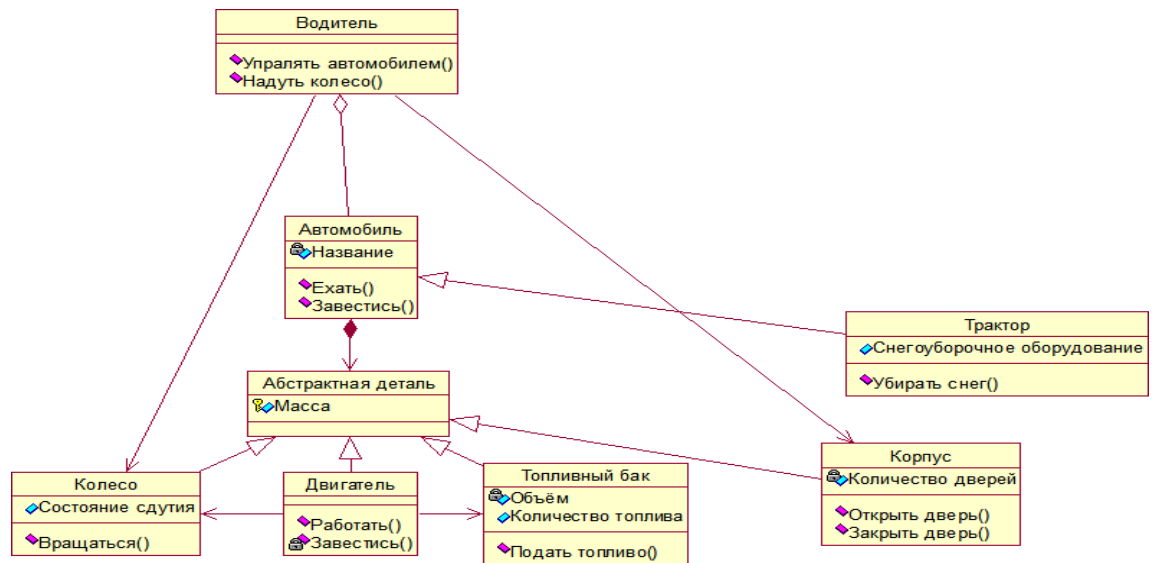 Водитель
Упралять автомобилем()
Надуть колесо()
Автомобиль
Название
Ехать()
Завестись()
Трактор
Снегоуборочное оборудование
Убирать снег()
Абстрактная деталь
Масса
Колесо
Состояние сдутия
Вращаться()
Двигатель
Работать()
Завестись()
Топливный бак
Объём
Количество топлива
Подать топливо()
Корпус
Количество дверей
Открыть дверь()
Закрыть дверь()